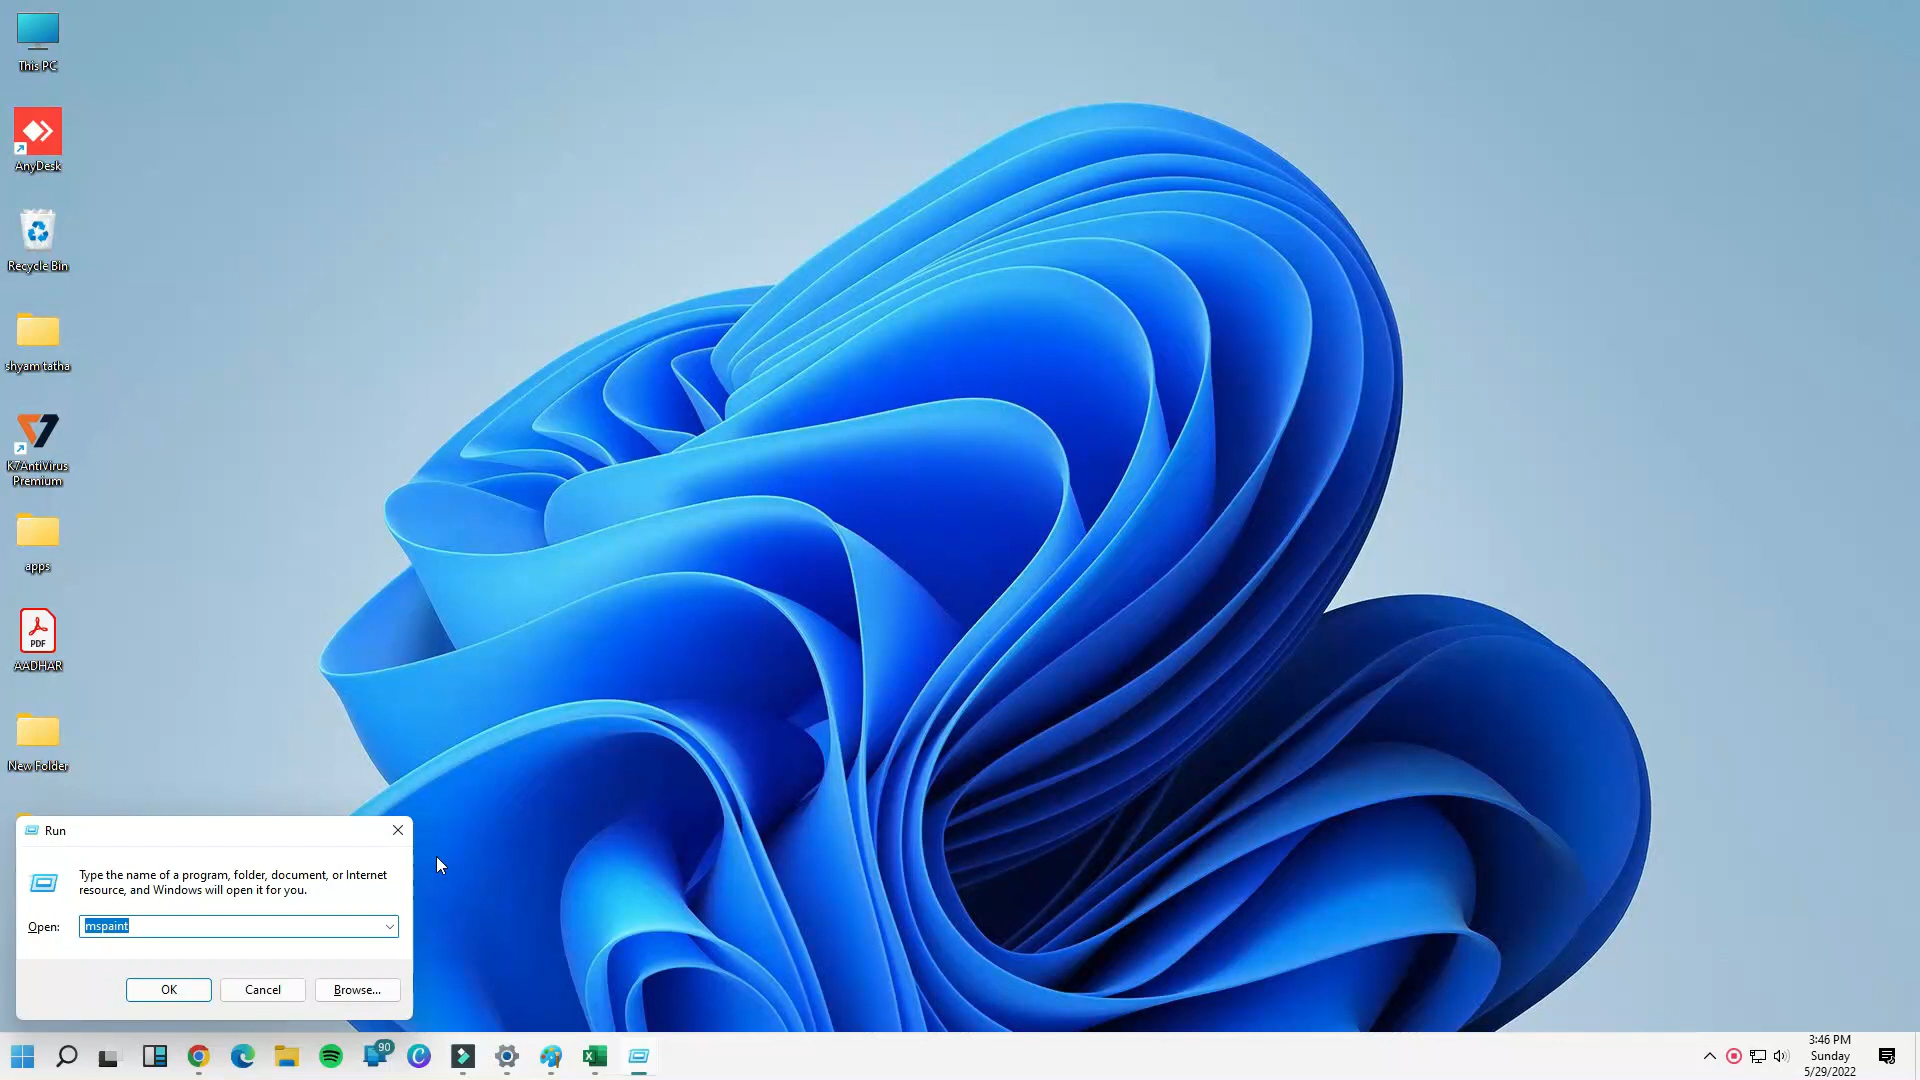 This PC
AnyDesk
Recycle Bin
shyam tatha
K7AntiVirus
Premium
apps
PDF
AADHAR
New Folder
Run
Type the name of a program, folder, document, or Internet
resource, and Windows will open it for you.
Open:
mspaint
OK
Cancel
Browse...
90
3:46 PM
Sunday
5/29/2022